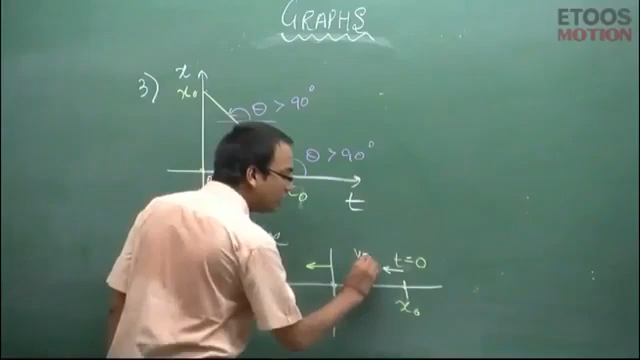 GRAPHS
ETOOS
MOTION
3)
x
x₀
θ > 90°
θ > 90°
t
t = 0
x₀